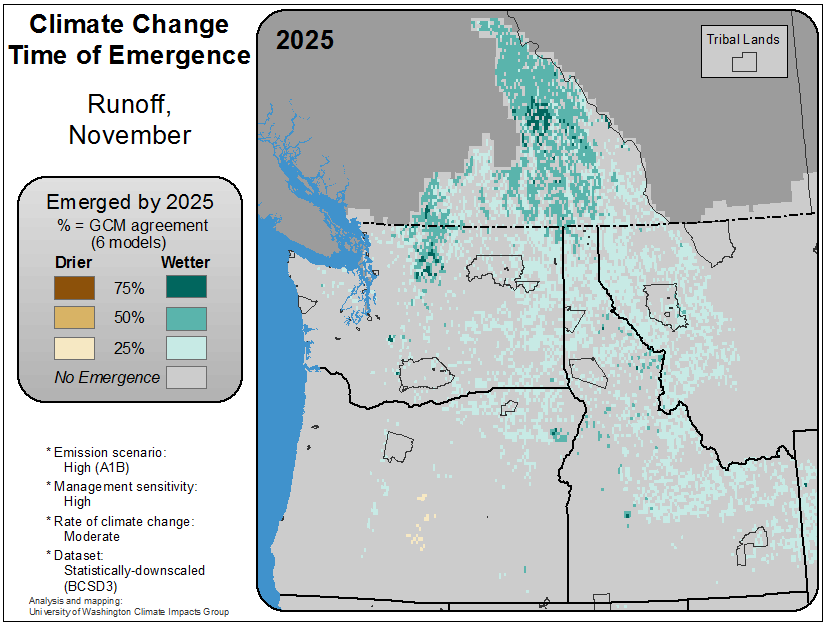 Climate Change
Time of Emergence
Runoff,
November
Emerged by 2025
% = GCM agreement
(6 models)
Drier Wetter
75%
50%
25%
No Emergence
* Emission scenario:
High (A1B)
* Management sensitivity:
High
* Rate of climate change:
Moderate
* Dataset:
Statistically-downscaled
(BCSD3)
Analysis and mapping:
University of Washington Climate Impacts Group
2025
Tribal Lands